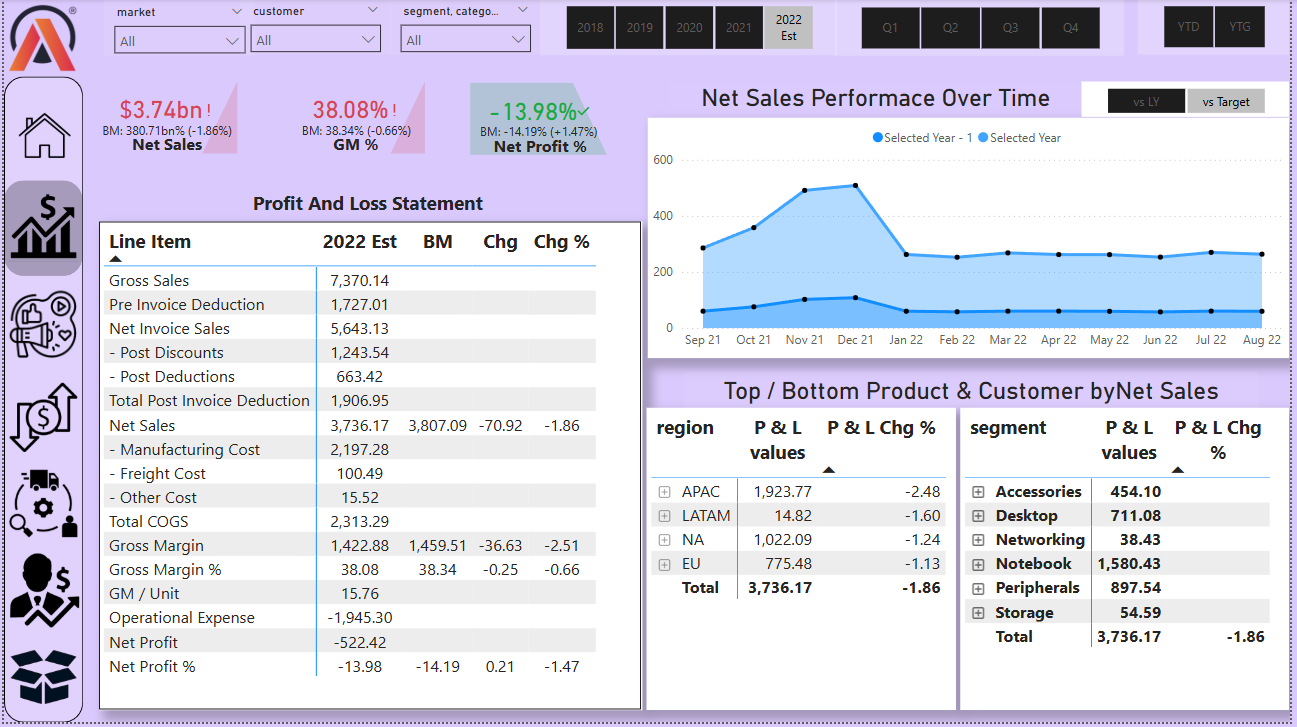 ®
market
customer
segment, catego...
All
All
All
2018
2019
2020
2021
2022
Est
Q1
Q2
Q3
Q4
YTD
YTG
$3.74bn!
BM: 380.71bn% (-1.86%)
Net Sales
38.08%!
BM: 38.34% (-0.66%)
GM %
-13.98%
BM: -14.19% (+1.47%)
Net Profit %
Net Sales Performace Over Time
vs LY
vs Target
Selected Year - 1 Selected Year
600
400
200
0
Sep 21 Oct 21 Nov 21 Dec 21 Jan 22 Feb 22 Mar 22 Apr 22 May 22 Jun 22 Jul 22 Aug 22
Profit And Loss Statement
Line Item 2022 Est BM Chg Chg %
Gross Sales 7,370.14
Pre Invoice Deduction 1,727.01
Net Invoice Sales 5,643.13
- Post Discounts 1,243.54
- Post Deductions 663.42
Total Post Invoice Deduction 1,906.95
Net Sales 3,736.17 3,807.09 -70.92 -1.86
- Manufacturing Cost 2,197.28
- Freight Cost 100.49
- Other Cost 15.52
Total COGS 2,313.29
Gross Margin 1,422.88 1,459.51 -36.63 -2.51
Gross Margin % 38.08 38.34 -0.25 -0.66
GM / Unit 15.76
Operational Expense -1,945.30
Net Profit -522.42
Net Profit % -13.98 -14.19 0.21 -1.47
Top / Bottom Product & Customer byNet Sales
region P & L values P & L Chg %
APAC 1,923.77 -2.48
LATAM 14.82 -1.60
NA 1,022.09 -1.24
EU 775.48 -1.13
Total 3,736.17 -1.86
segment P & L values P & L Chg %
Accessories 454.10
Desktop 711.08
Networking 38.43
Notebook 1,580.43
Peripherals 897.54
Storage 54.59
Total 3,736.17 -1.86